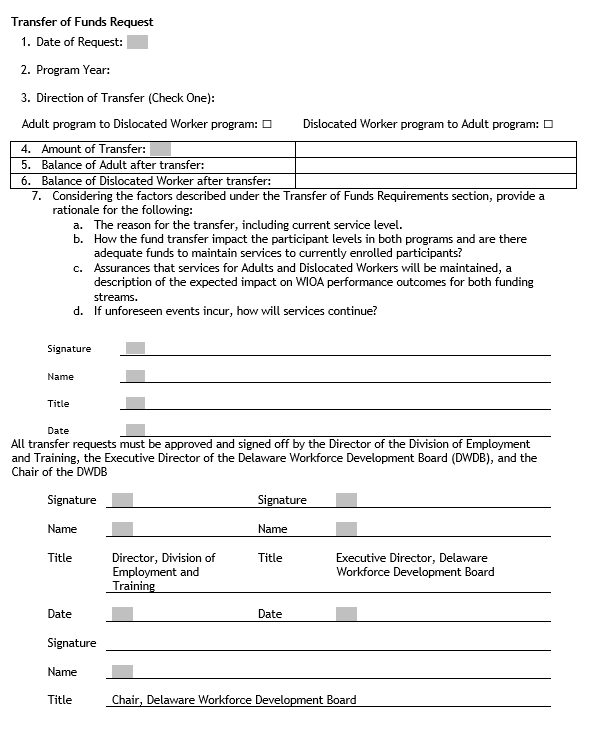 Transfer of Funds Request
1. Date of Request:
2. Program Year:
3. Direction of Transfer (Check One):
Adult program to Dislocated Worker program: ☐ Dislocated Worker program to Adult program: ☐
4. Amount of Transfer:
5. Balance of Adult after transfer:
6. Balance of Dislocated Worker after transfer:
7. Considering the factors described under the Transfer of Funds Requirements section, provide a
rationale for the following:
a. The reason for the transfer, including current service level.
b. How the fund transfer impact the participant levels in both programs and are there
adequate funds to maintain services to currently enrolled participants?
c. Assurances that services for Adults and Dislocated Workers will be maintained, a
description of the expected impact on WIOA performance outcomes for both funding
streams.
d. If unforeseen events incur, how will services continue?
Signature
Name
Title
Date
All transfer requests must be approved and signed off by the Director of the Division of Employment
and Training, the Executive Director of the Delaware Workforce Development Board (DWDB), and the
Chair of the DWDB
Signature Signature
Name Name
Title Director, Division of Title Executive Director, Delaware
Employment and Workforce Development Board
Training
Date Date
Signature
Name
Title Chair, Delaware Workforce Development Board